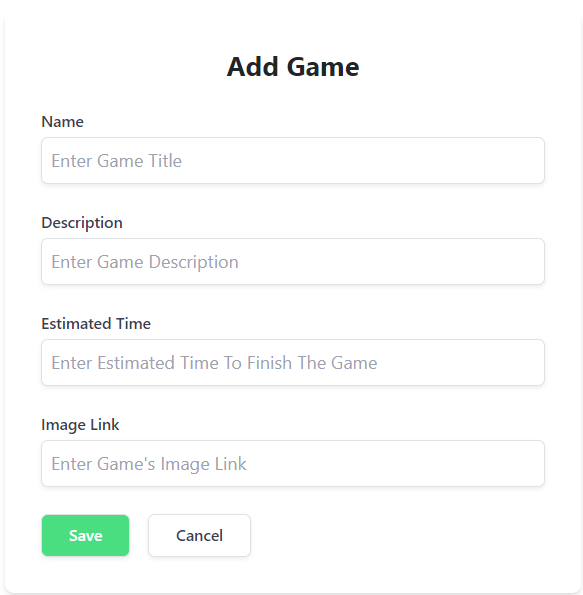 Add Game
Name
Enter Game Title
Description
Enter Game Description
Estimated Time
Enter Estimated Time To Finish The Game
Image Link
Enter Game's Image Link
Save Cancel